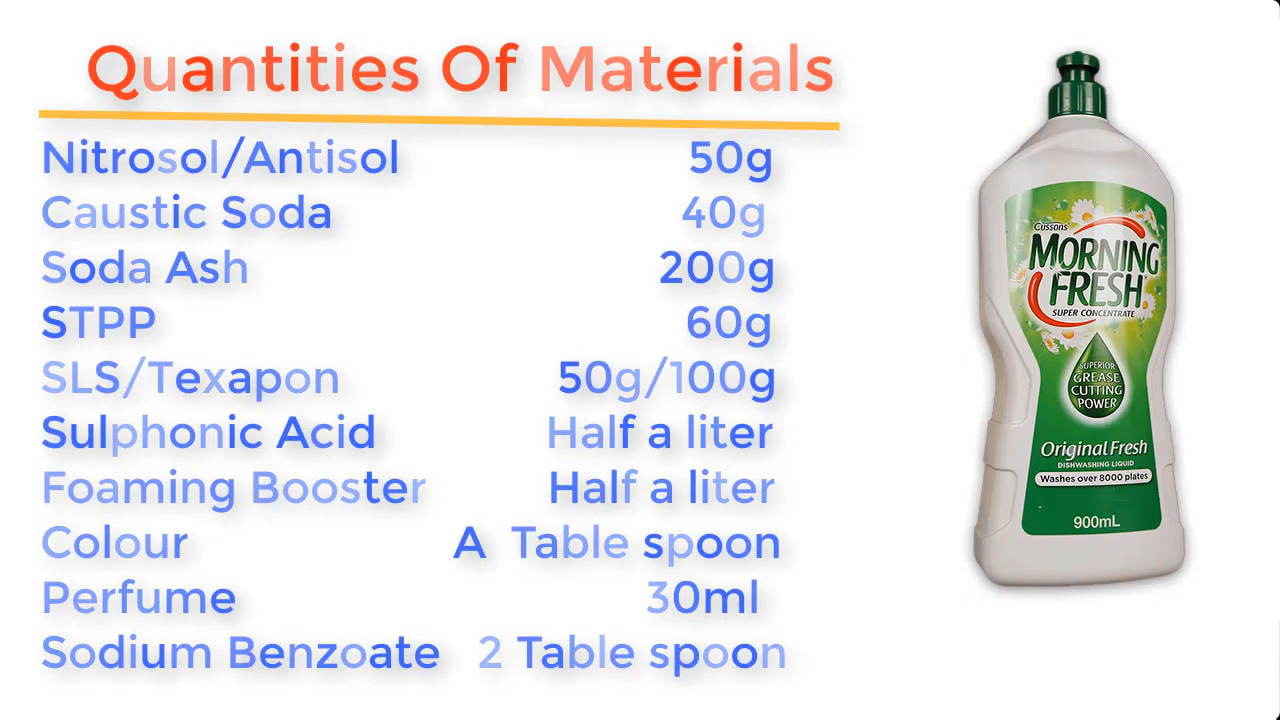 Quantities Of Materials
Nitrosol/Antisol 50g
Caustic Soda 40g
Soda Ash 200g
STPP 60g
SLS/Texapon 50g/100g
Sulphonic Acid Half a liter
Foaming Booster Half a liter
Colour A Table spoon
Perfume 30ml
Sodium Benzoate 2 Table spoon
Cussons
MORNING
FRESH
SUPER CONCENTRATE
SUPERIOR
GREASE
CUTTING
POWER
Original Fresh
DISHWASHING LIQUID
Washes over 8000 plates
900mL